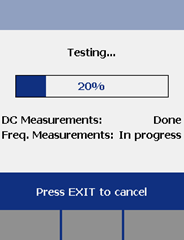 Testing...
20%
DC Measurements: Done
Freq. Measurements: In progress
Press EXIT to cancel